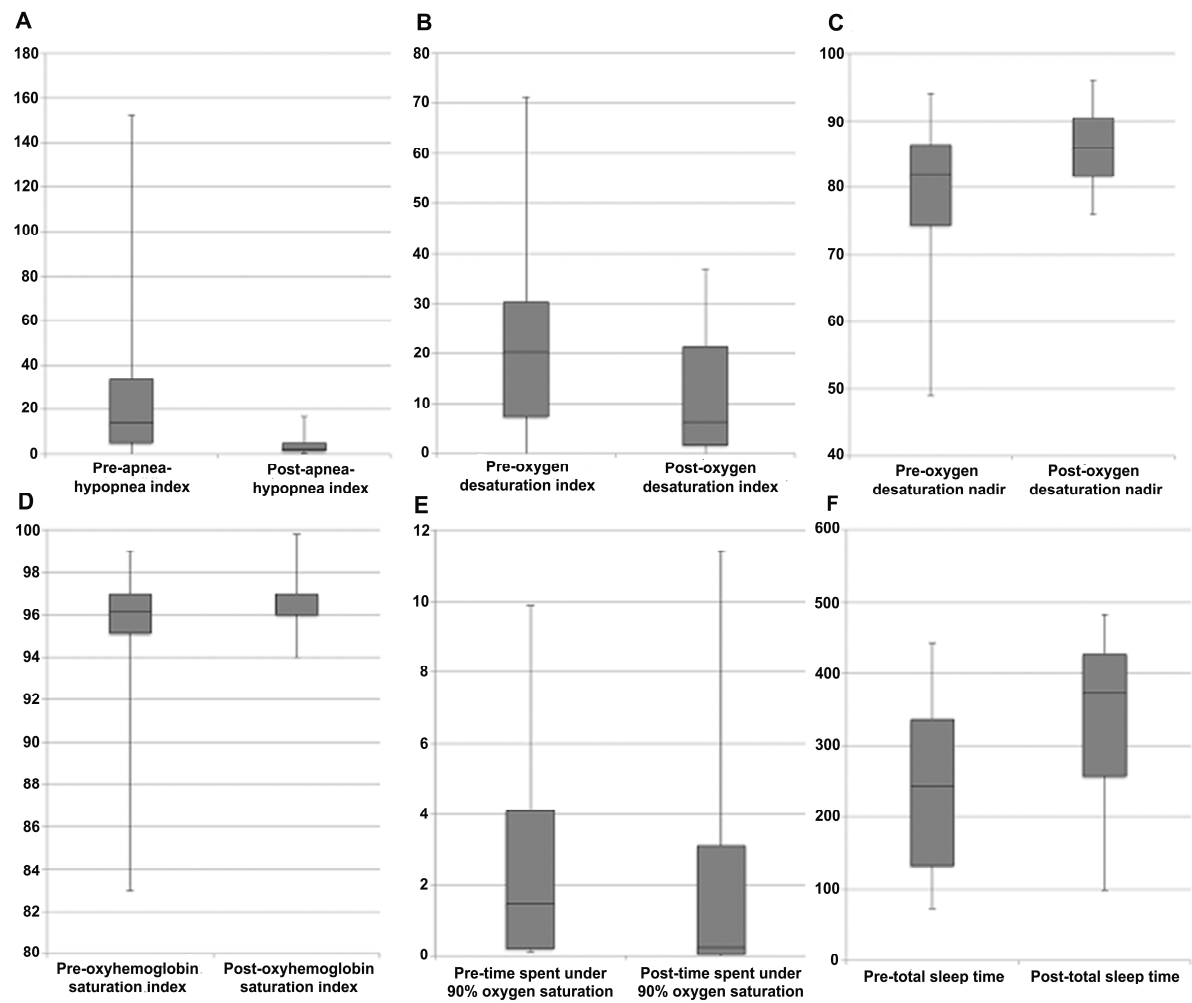 A
180
160
140
120
100
80
60
40
20
0
Pre-apnea-
hypopnea index
Post-apnea-
hypopnea index
B
80
70
60
50
40
30
20
10
0
Pre-oxygen
desaturation index
Post-oxygen
desaturation index
C
100
90
80
70
60
50
40
Pre-oxygen
desaturation nadir
Post-oxygen
desaturation nadir
D
100
98
96
94
92
90
88
86
84
82
80
Pre-oxyhemoglobin
saturation index
Post-oxyhemoglobin
saturation index
E
12
10
8
6
4
2
0
Pre-time spent under
90% oxygen saturation
Post-time spent under
90% oxygen saturation
F
600
500
400
300
200
100
0
Pre-total sleep time
Post-total sleep time